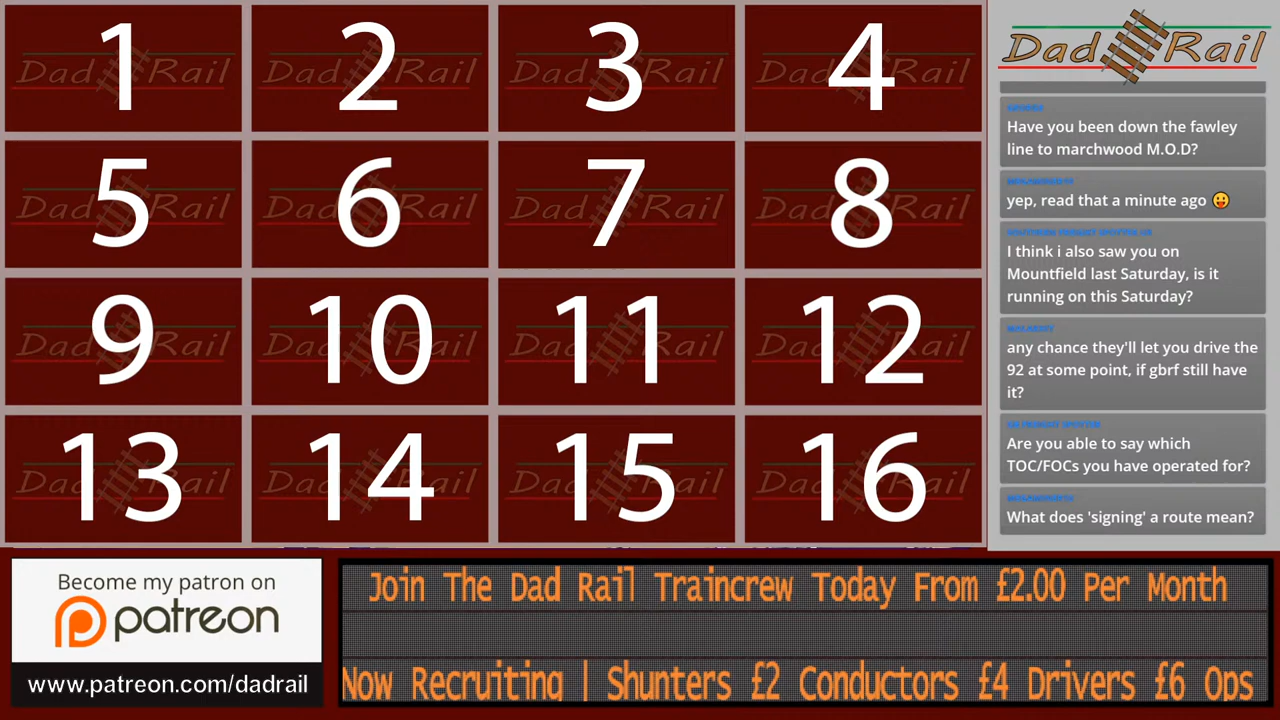 1 2 3 4
5 6 7 8
9 10 11 12
13 14 15 16
Dad Rail
Have you been down the fawley
line to marchwood M.O.D?
yep, read that a minute ago 😛
I think i also saw you on
Mountfield last Saturday, is it
running on this Saturday?
any chance they'll let you drive the
92 at some point, if gbrf still have
it?
Are you able to say which
TOC/FOCs you have operated for?
What does 'signing' a route mean?
Become my patron on
patreon
www.patreon.com/dadrail
Join The Dad Rail Traincrew Today From £2.00 Per Month
Now Recruiting | Shunters £2 Conductors £4 Drivers £6 Ops